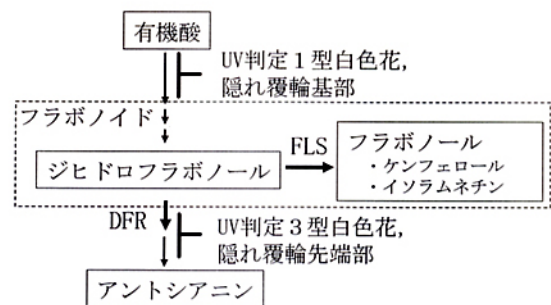 有機酸
UV判定１型白色花,
隠れ覆輪基部
フラボノイド
FLS
フラボノール
・ケンフェロール
・イソラムネチン
ジヒドロフラボノール
DFR
UV判定３型白色花,
隠れ覆輪先端部
アントシアニン